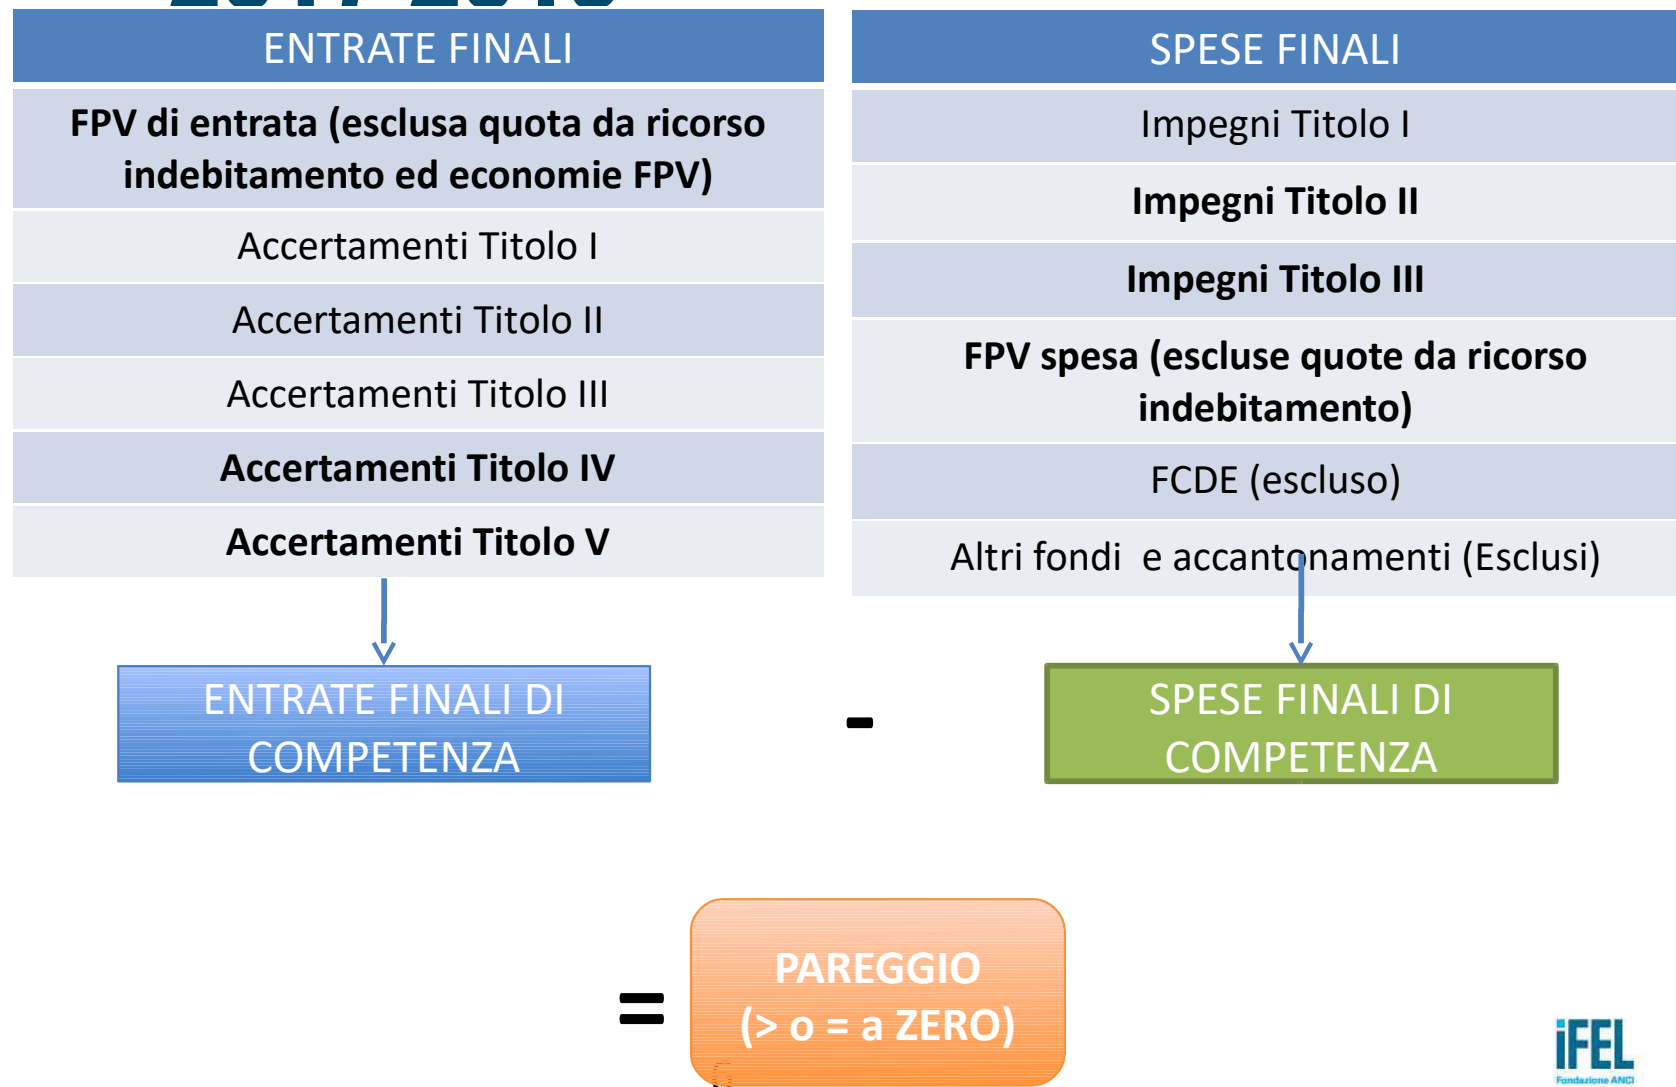 ENTRATE FINALI
FPV di entrata (esclusa quota da ricorso
indebitamento ed economie FPV)
Accertamenti Titolo I
Accertamenti Titolo II
Accertamenti Titolo III
Accertamenti Titolo IV
Accertamenti Titolo V
SPESE FINALI
Impegni Titolo I
Impegni Titolo II
Impegni Titolo III
FPV spesa (escluse quote da ricorso
indebitamento)
FCDE (escluso)
Altri fondi e accantonamenti (Esclusi)
ENTRATE FINALI DI
COMPETENZA
-
SPESE FINALI DI
COMPETENZA
=
PAREGGIO
(> o = a ZERO)
iFEL
Fondazione ANCI